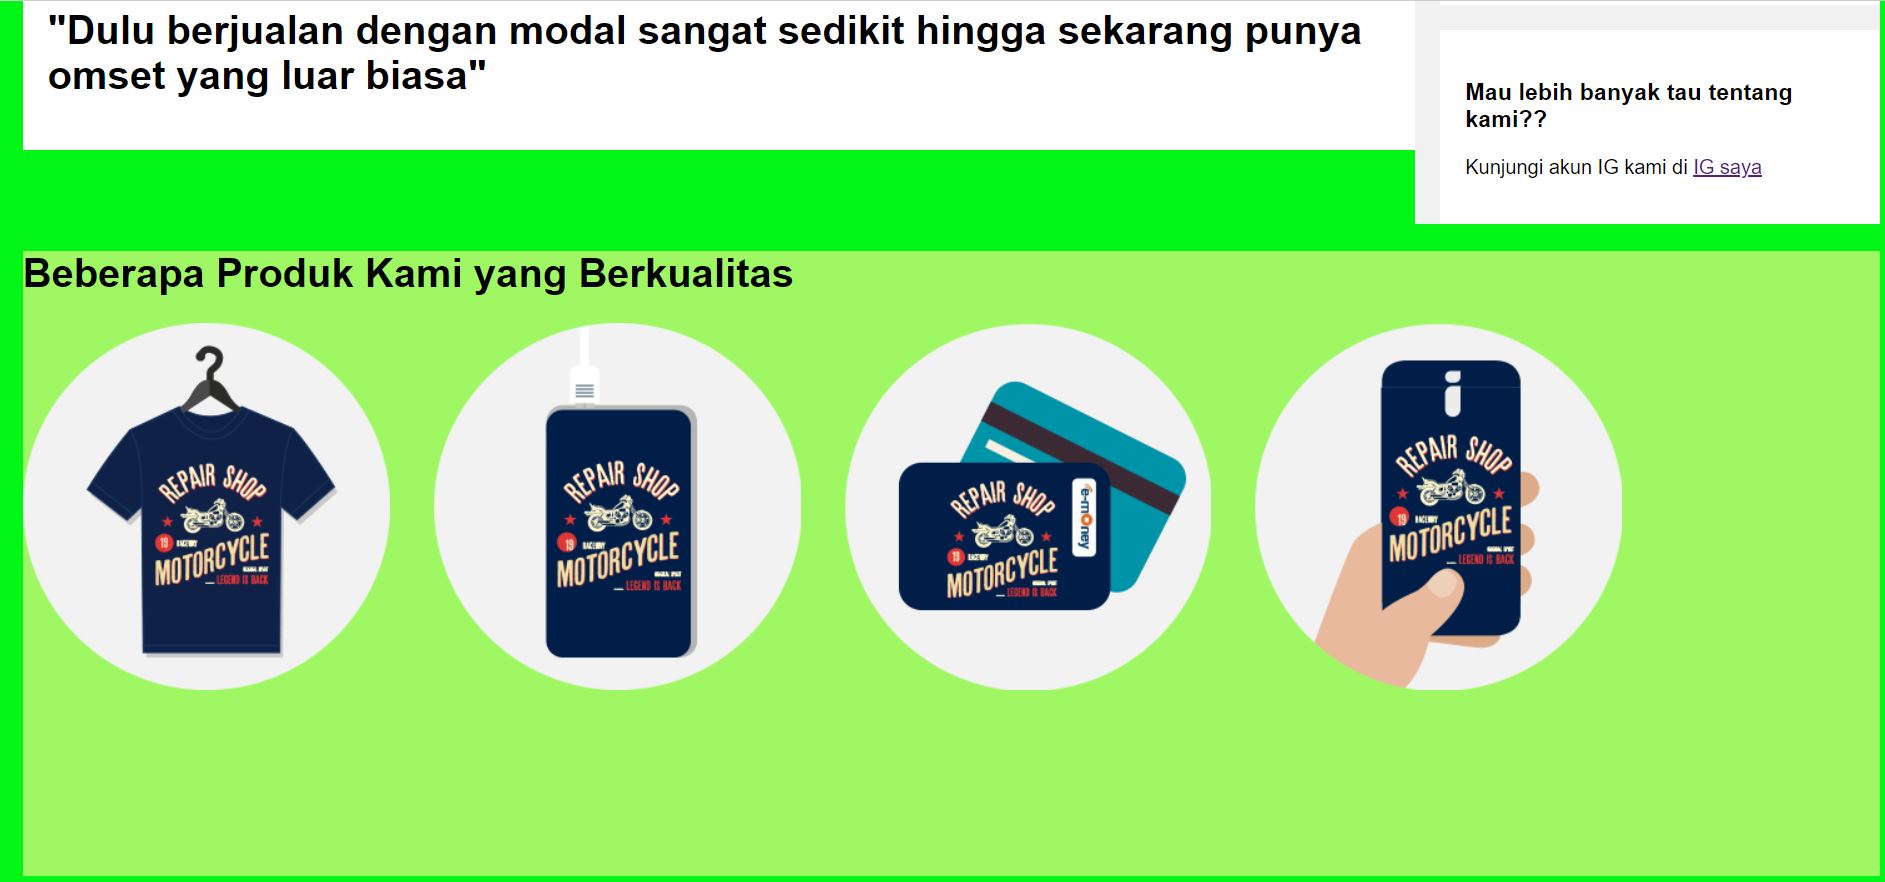 "Dulu berjualan dengan modal sangat sedikit hingga sekarang punya
omset yang luar biasa"
Mau lebih banyak tau tentang
kami??
Kunjungi akun IG kami di IG saya
Beberapa Produk Kami yang Berkualitas
REPAIR SHOP
19
MOTORCYCLE
LEGEND IS BACK
REPAIR SHOP
19
MOTORCYCLE
LEGEND IS BACK
REPAIR SHOP
e-money
19
MOTORCYCLE
LEGEND IS BACK
REPAIR SHOP
19
MOTORCYCLE
LEGEND IS BACK